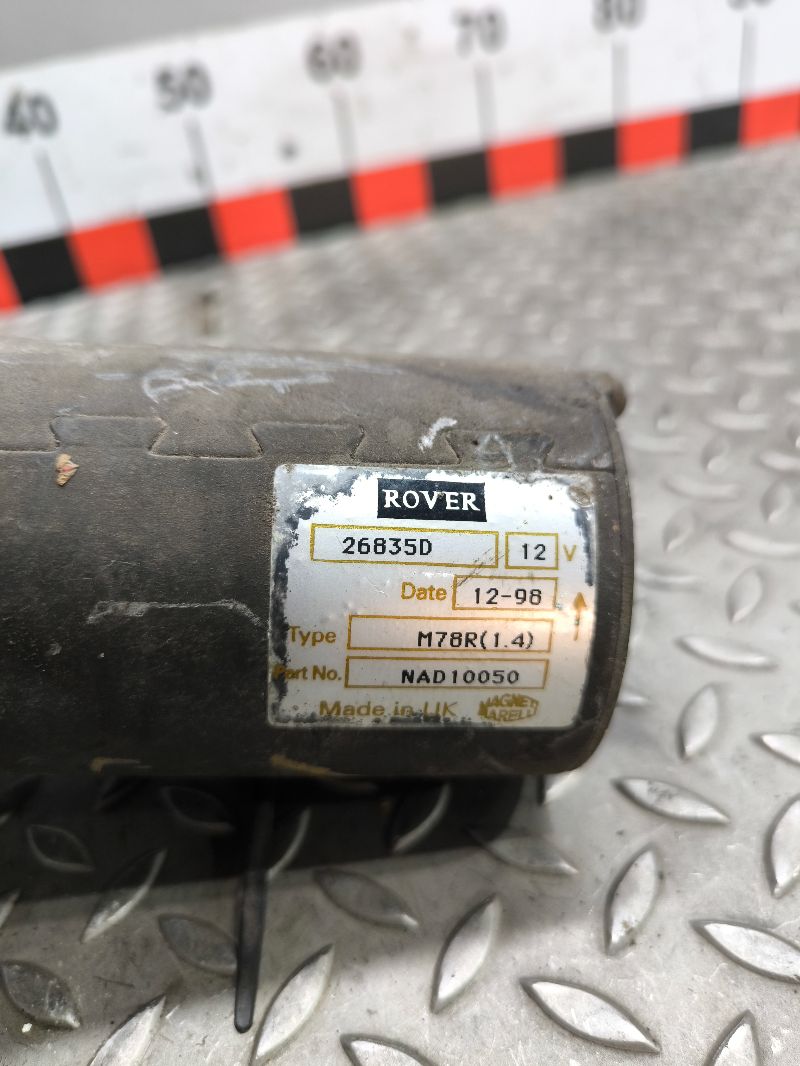 40 50 60 70 80
ROVER
26835D 12 V
Date 12-98
Type M78R(1.4)
Part No. NAD10050
Made in UK MAGNETI MARELLI